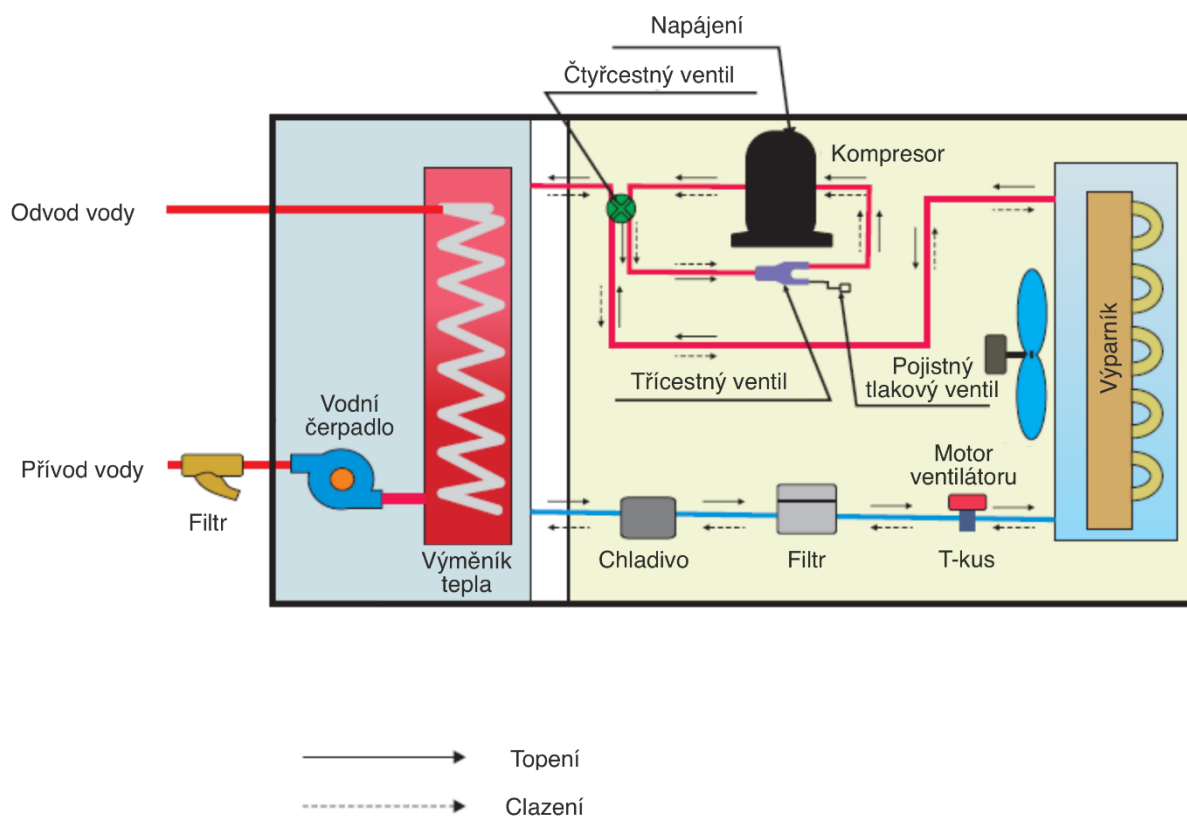 Napájení
Čtyřcestný ventil
Kompresor
Odvod vody
Výparník
Pojistný
tlakový ventil
Třícestný ventil
Vodní
čerpadlo
Přívod vody
Filtr
Motor
ventilátoru
Výměník
tepla
Chladivo
Filtr
T-kus
Topení
Clazení